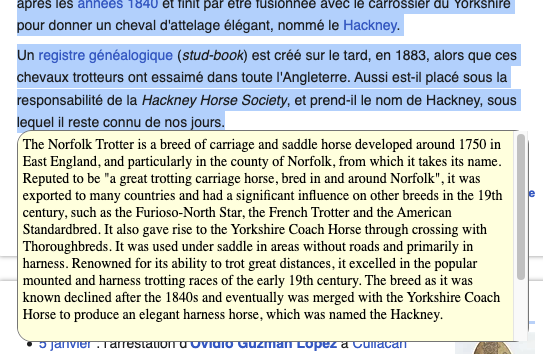 après les années 1840 et finit par être fusionnée avec le carrossier du Yorkshire
pour donner un cheval d'attelage élégant, nommé le Hackney.
Un registre généalogique (stud-book) est créé sur le tard, en 1883, alors que ces
chevaux trotteurs ont essaimé dans toute l'Angleterre. Aussi est-il placé sous la
responsabilité de la Hackney Horse Society, et prend-il le nom de Hackney, sous
lequel il reste connu de nos jours.
The Norfolk Trotter is a breed of carriage and saddle horse developed around 1750 in
East England, and particularly in the county of Norfolk, from which it takes its name.
Reputed to be "a great trotting carriage horse, bred in and around Norfolk", it was
exported to many countries and had a significant influence on other breeds in the 19th
century, such as the Furioso-North Star, the French Trotter and the American
Standardbred. It also gave rise to the Yorkshire Coach Horse through crossing with
Thoroughbreds. It was used under saddle in areas without roads and primarily in
harness. Renowned for its ability to trot great distances, it excelled in the popular
mounted and harness trotting races of the early 19th century. The breed as it was
known declined after the 1840s and eventually was merged with the Yorkshire Coach
Horse to produce an elegant harness horse, which was named the Hackney.
5 janvier : l'arrestation d'Ovidio Guzmán López à Culiacán